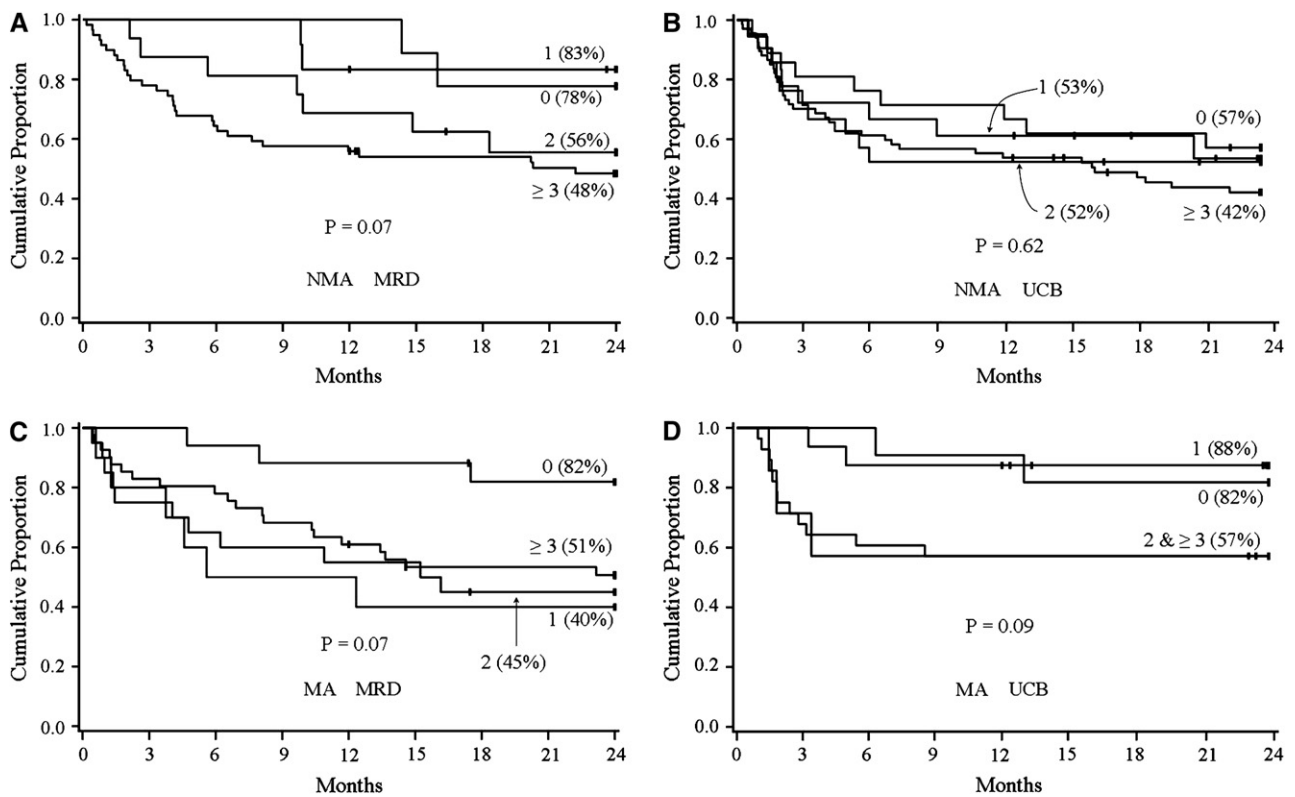 A
Cumulative Proportion
1.0
0.8
0.6
0.4
0.2
0.0
1 (83%)
0 (78%)
2 (56%)
≥ 3 (48%)
P = 0.07
NMA MRD
0 3 6 9 12 15 18 21 24
Months
B
Cumulative Proportion
1.0
0.8
0.6
0.4
0.2
0.0
1 (53%)
0 (57%)
2 (52%)
≥ 3 (42%)
P = 0.62
NMA UCB
0 3 6 9 12 15 18 21 24
Months
C
Cumulative Proportion
1.0
0.8
0.6
0.4
0.2
0.0
0 (82%)
≥ 3 (51%)
1 (40%)
P = 0.07
2 (45%)
MA MRD
0 3 6 9 12 15 18 21 24
Months
D
Cumulative Proportion
1.0
0.8
0.6
0.4
0.2
0.0
1 (88%)
0 (82%)
2 & ≥ 3 (57%)
P = 0.09
MA UCB
0 3 6 9 12 15 18 21 24
Months